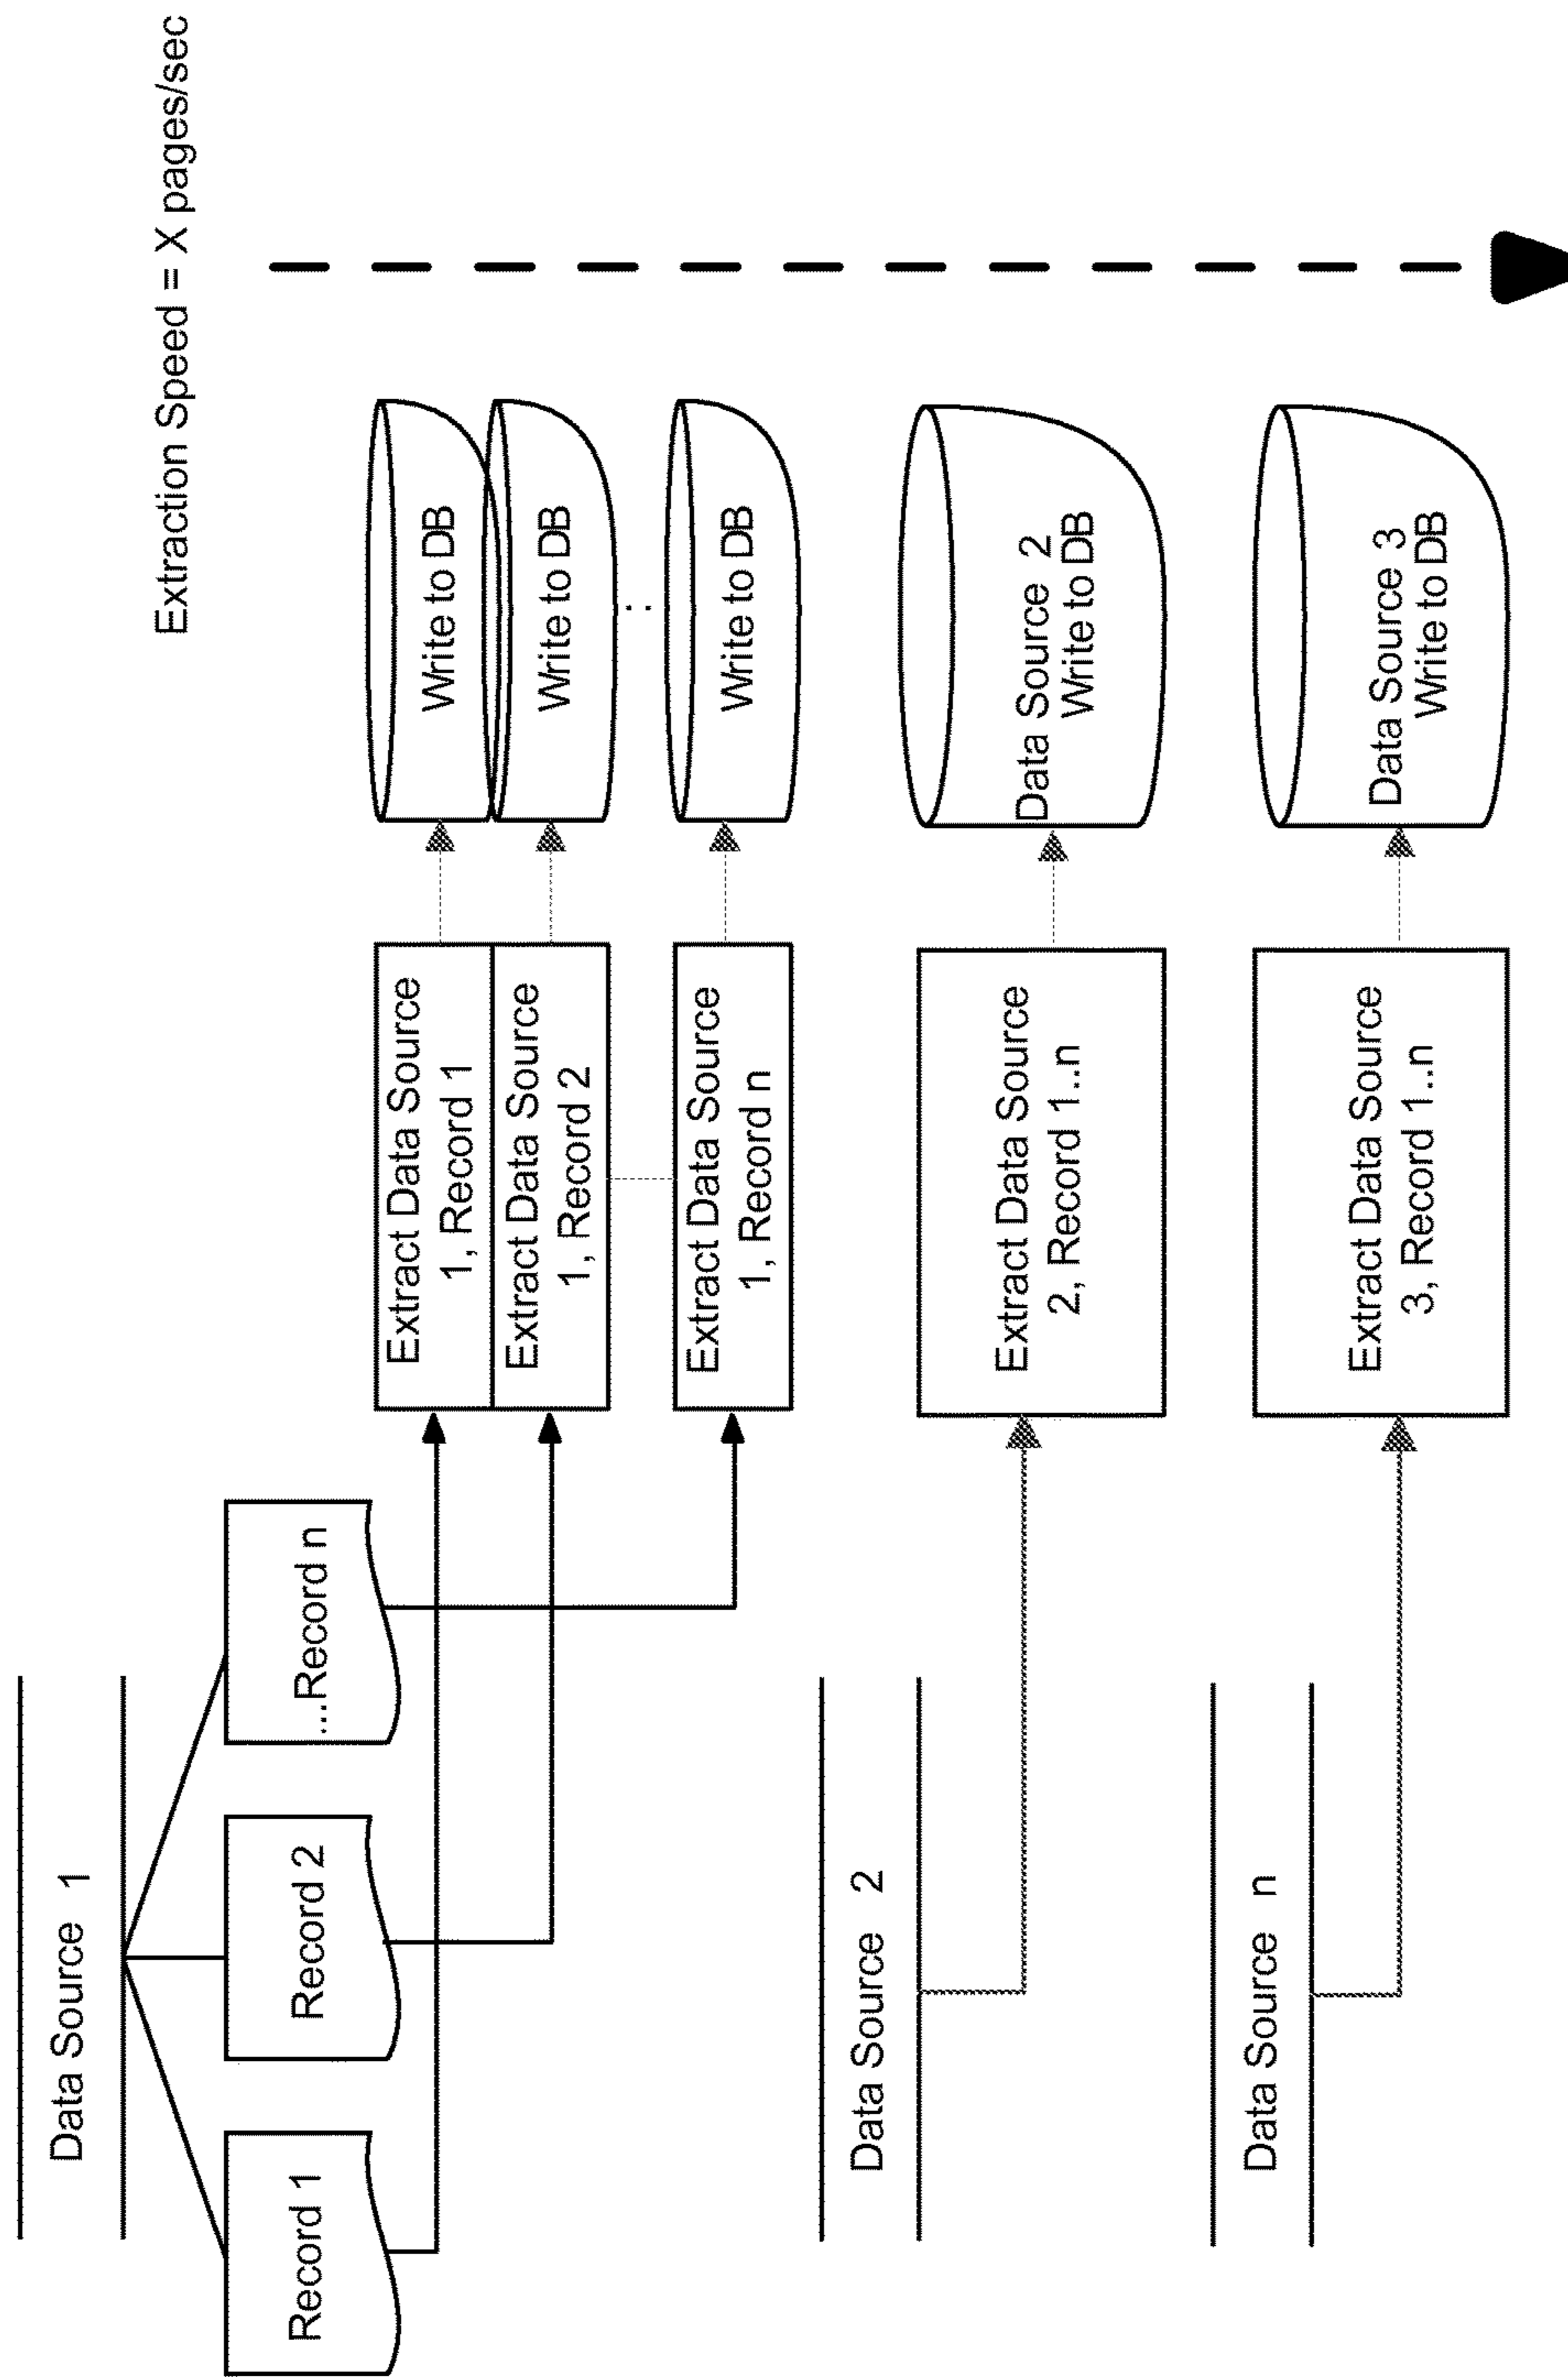 Extraction Speed = X pages/sec
Data Source 1
Record 1
Record 2
...Record n
Extract Data Source
1, Record 1
Write to DB
Extract Data Source
1, Record 2
Write to DB
..
Extract Data Source
1, Record n
Write to DB
Data Source 2
Extract Data Source
2, Record 1..n
Data Source 2
Write to DB
Data Source n
Extract Data Source
3, Record 1..n
Data Source 3
Write to DB